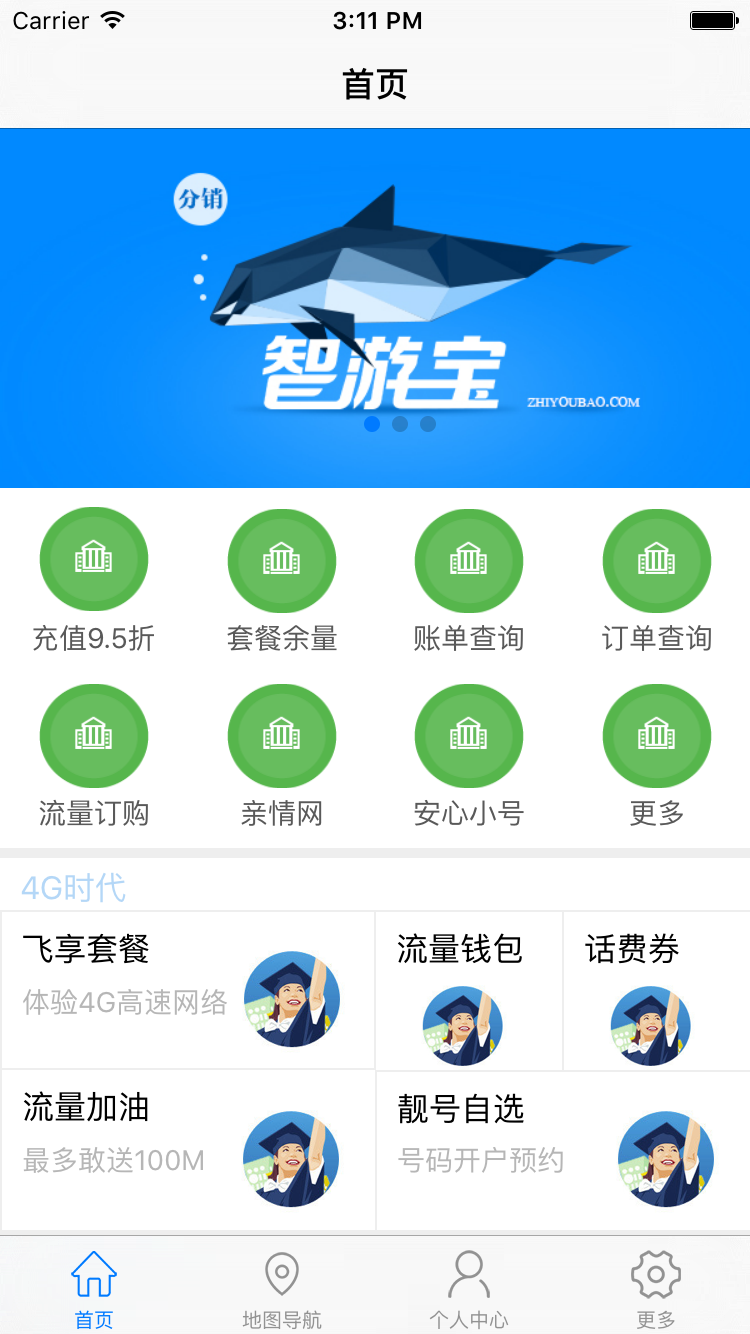 Carrier 3:11 PM
首页
分销
智游宝
ZHIYOUBAO.COM
充值9.5折 套餐余量 账单查询 订单查询
流量订购 亲情网 安心小号 更多
4G时代
飞享套餐
体验4G高速网络
流量钱包
话费券
流量加油
最多敢送100M
靓号自选
号码开户预约
首页 地图导航 个人中心 更多